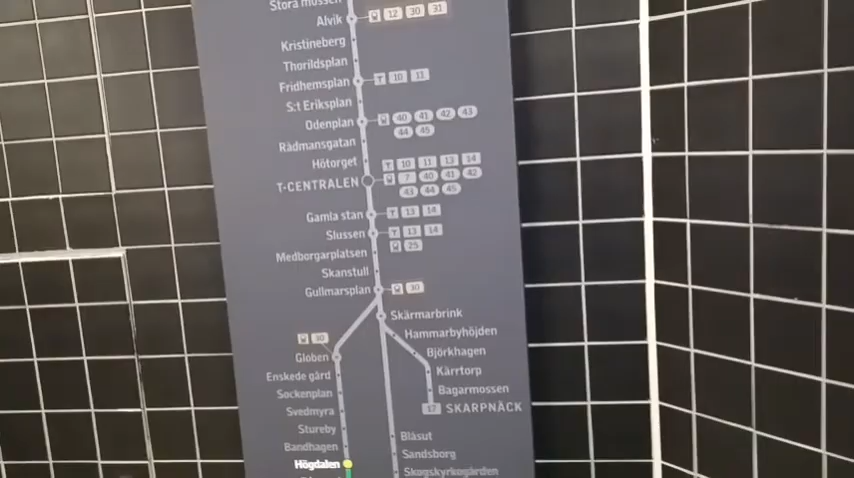 Stora mossen
Alvik 12 30 31
Kristineberg
Thorildsplan
Fridhemsplan T 10 11
S:t Eriksplan
Odenplan 40 41 42 43
44 45
Rådmansgatan
Hötorget T 10 11 13 14
T-CENTRALEN 7 40 41 42
43 44 45
Gamla stan T 13 14
Slussen T 13 14
Medborgarplatsen 25
Skanstull
Gullmarsplan 30
Skärmarbrink
Hammarbyhöjden
30
Björkhagen
Globen
Kärrtorp
Enskede gård
Bagarmossen
Sockenplan
17 SKARPNÄCK
Svedmyra
Stureby
Blåsut
Bandhagen
Sandsborg
Högdalen
Skogskyrkogården